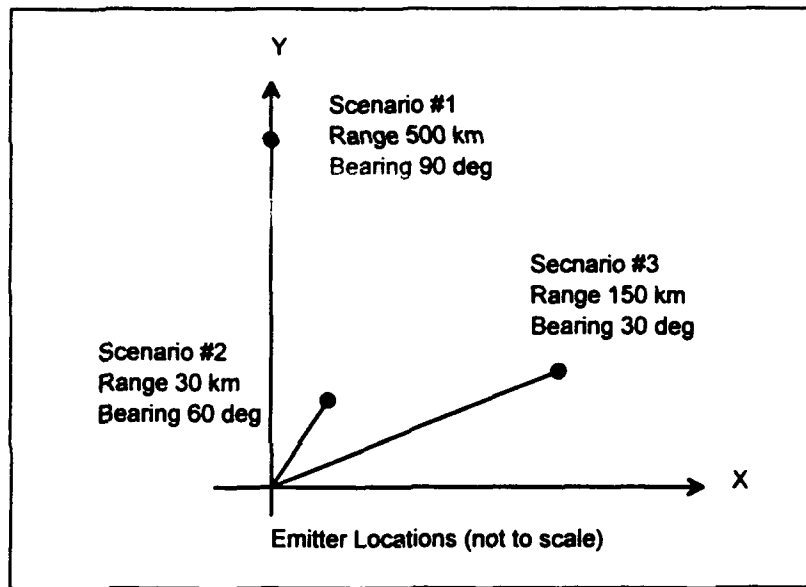 Y
Scenario #1
Range 500 km
Bearing 90 deg
Secnario #3
Range 150 km
Bearing 30 deg
Scenario #2
Range 30 km
Bearing 60 deg
X
Emitter Locations (not to scale)